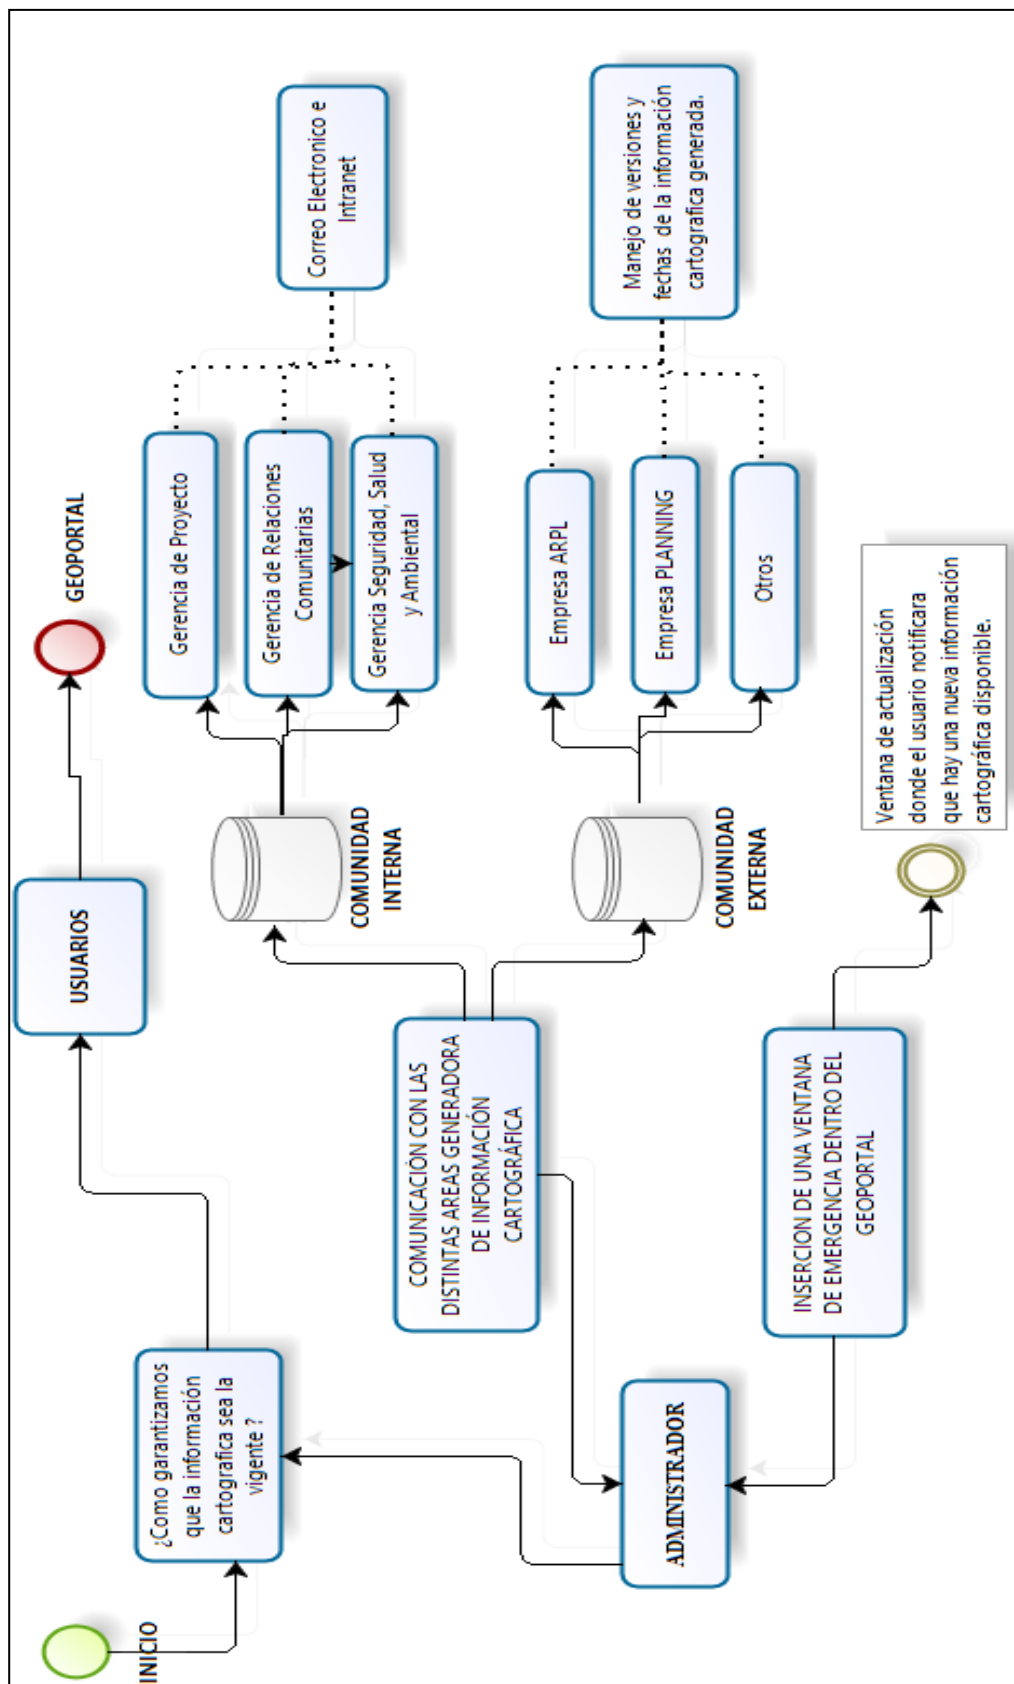 INICIO
¿Como garantizamos
que la información
cartografica sea la
vigente ?
USUARIOS
GEOPORTAL
ADMINISTRADOR
COMUNICACIÓN CON LAS
DISTINTAS AREAS GENERADORA
DE INFORMACIÓN
CARTOGRÁFICA
COMUNIDAD
INTERNA
Gerencia de Proyecto
Gerencia de Relaciones
Comunitarias
Gerencia Seguridad, Salud
y Ambiental
Correo Electronico e
Intranet
COMUNIDAD
EXTERNA
Empresa ARPL
Empresa PLANNING
Otros
Manejo de versiones y
fechas de la información
cartografica generada.
INSERCION DE UNA VENTANA
DE EMERGENCIA DENTRO DEL
GEOPORTAL
Ventana de actualización
donde el usuario notificara
que hay una nueva información
cartográfica disponible.